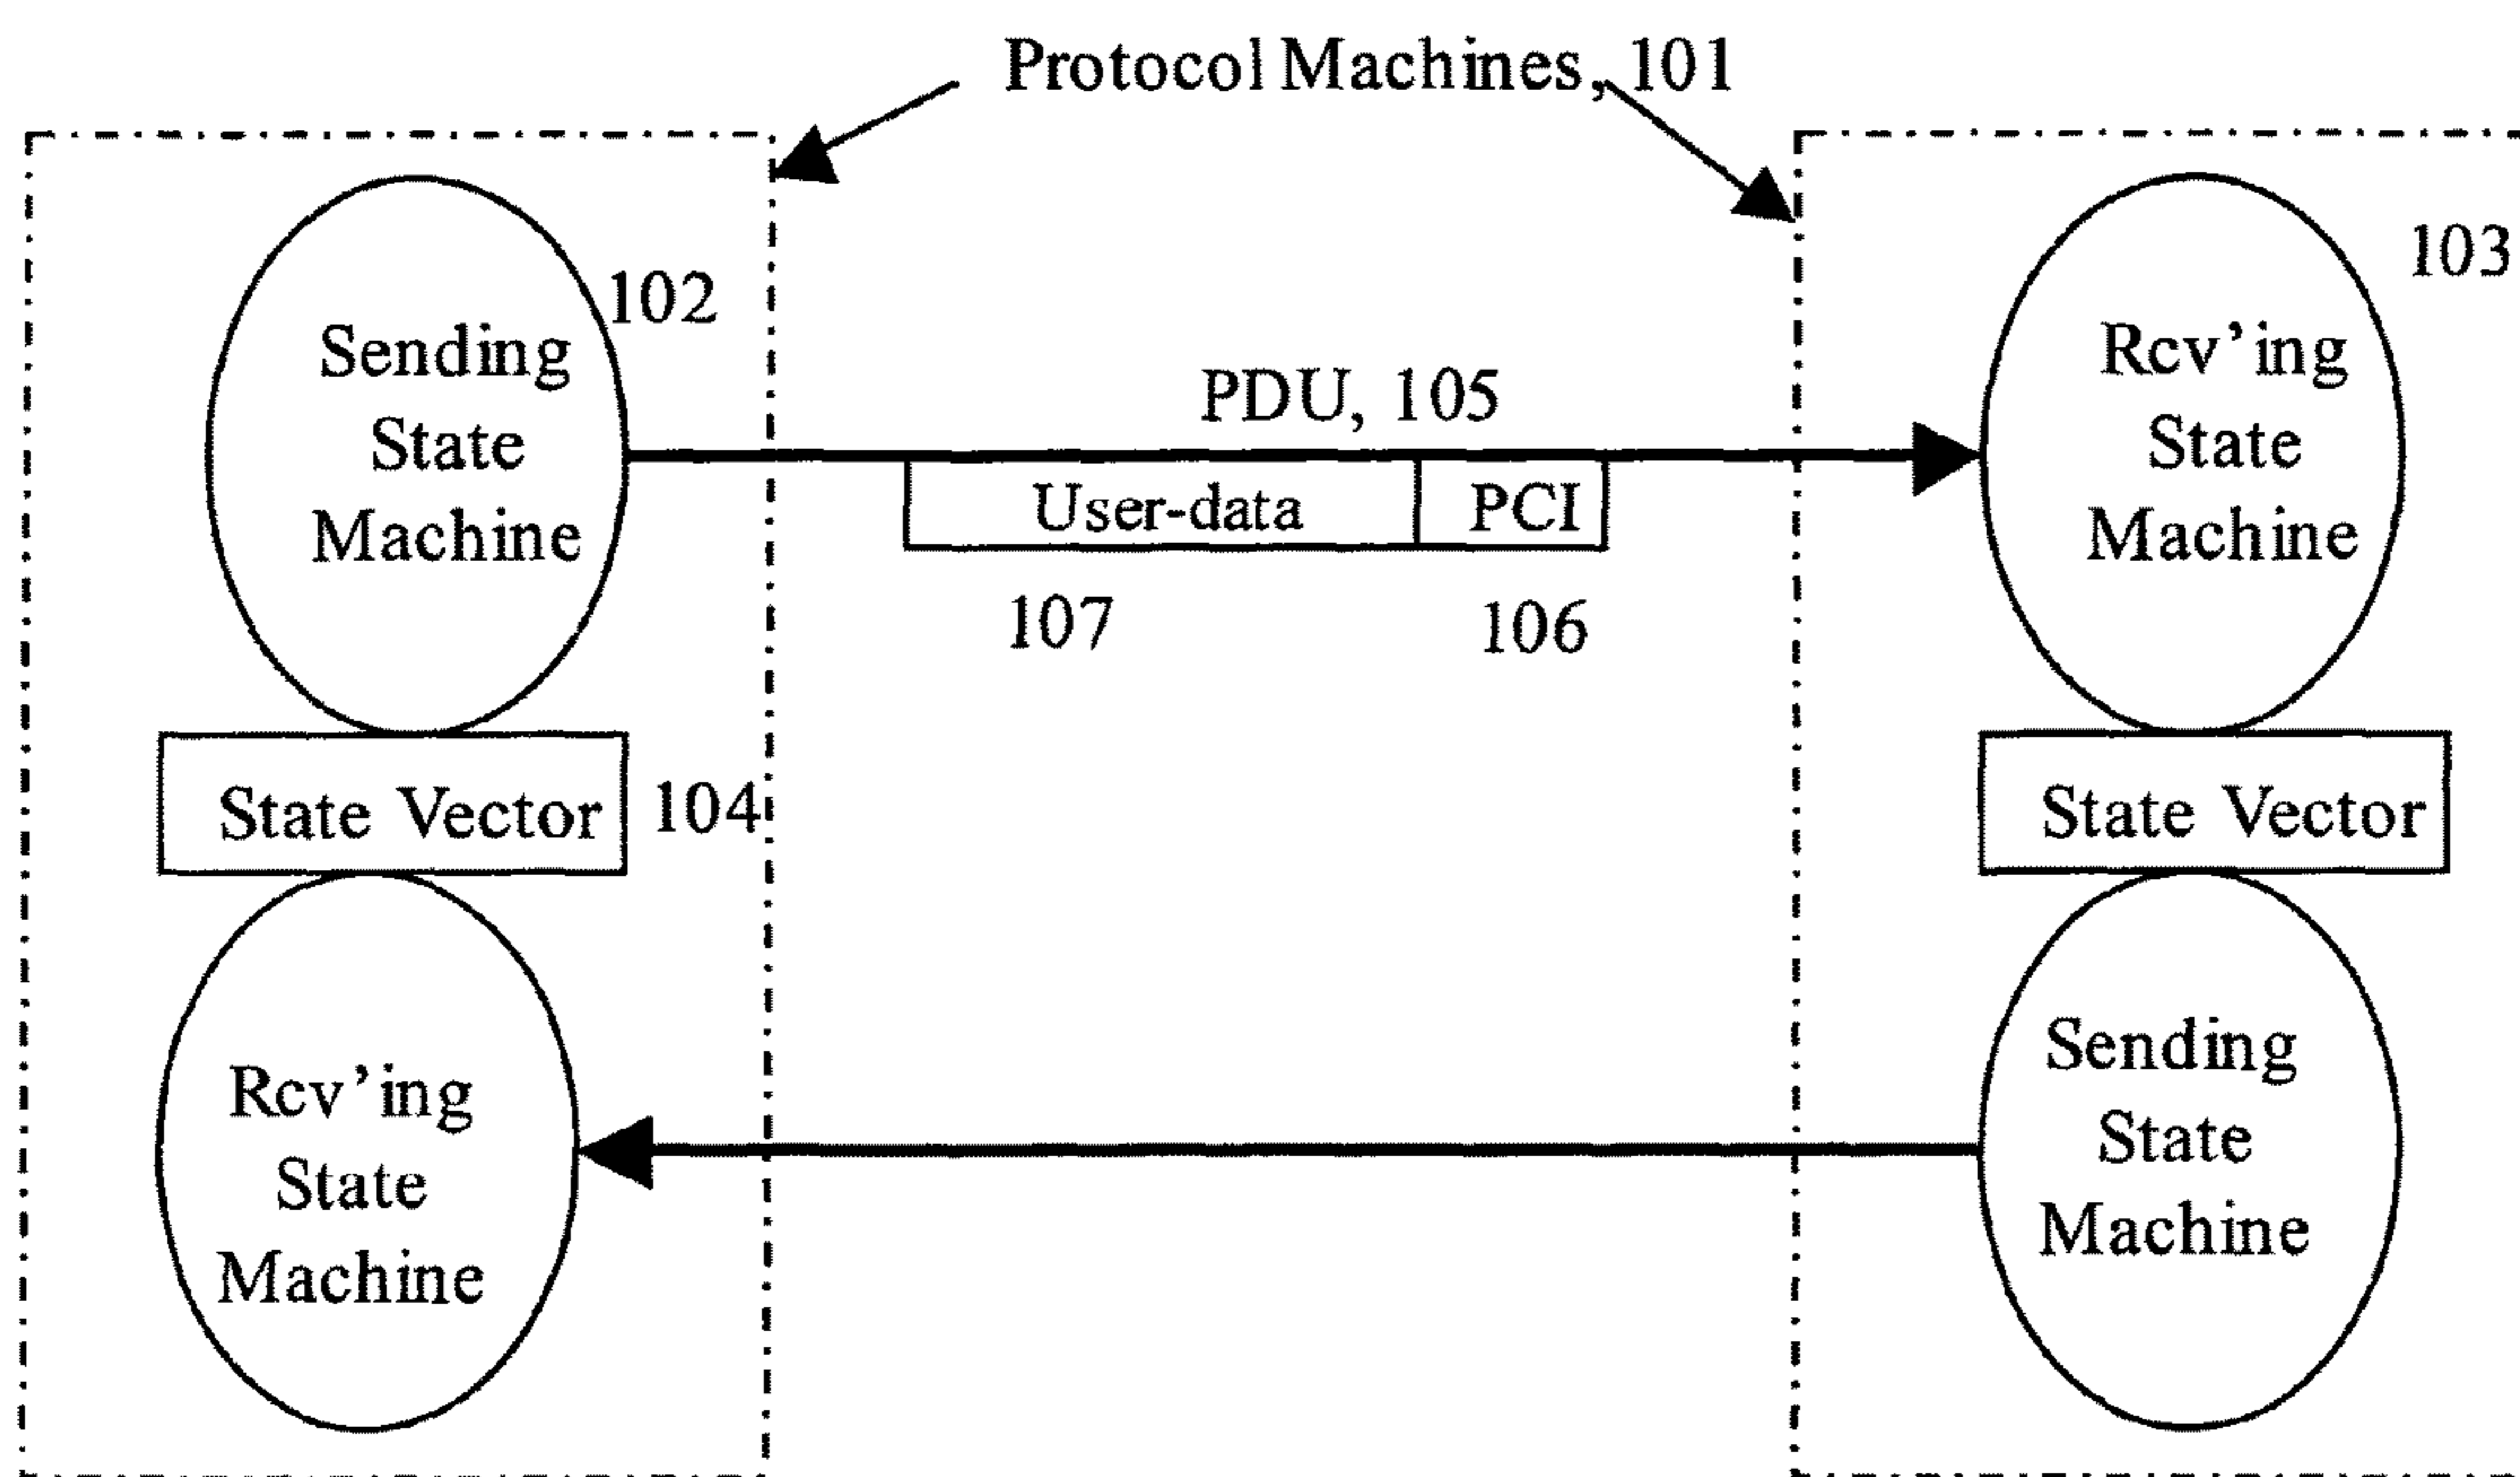 Protocol Machines, 101
102
Sending
State
Machine
PDU, 105
User-data
PCI
107
106
103
Rcv'ing
State
Machine
State Vector
104
State Vector
Rcv'ing
State
Machine
Sending
State
Machine